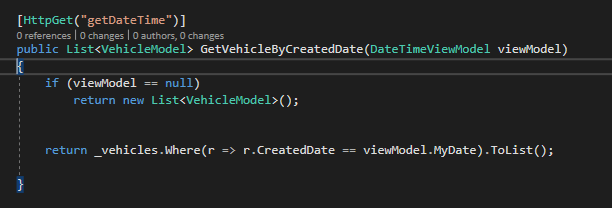 [HttpGet("getDateTime")]
0 references | 0 changes | 0 authors, 0 changes
public List<VehicleModel> GetVehicleByCreatedDate(DateTimeViewModel viewModel)
{
if (viewModel == null)
return new List<VehicleModel>();
return _vehicles.Where(r => r.CreatedDate == viewModel.MyDate).ToList();
}